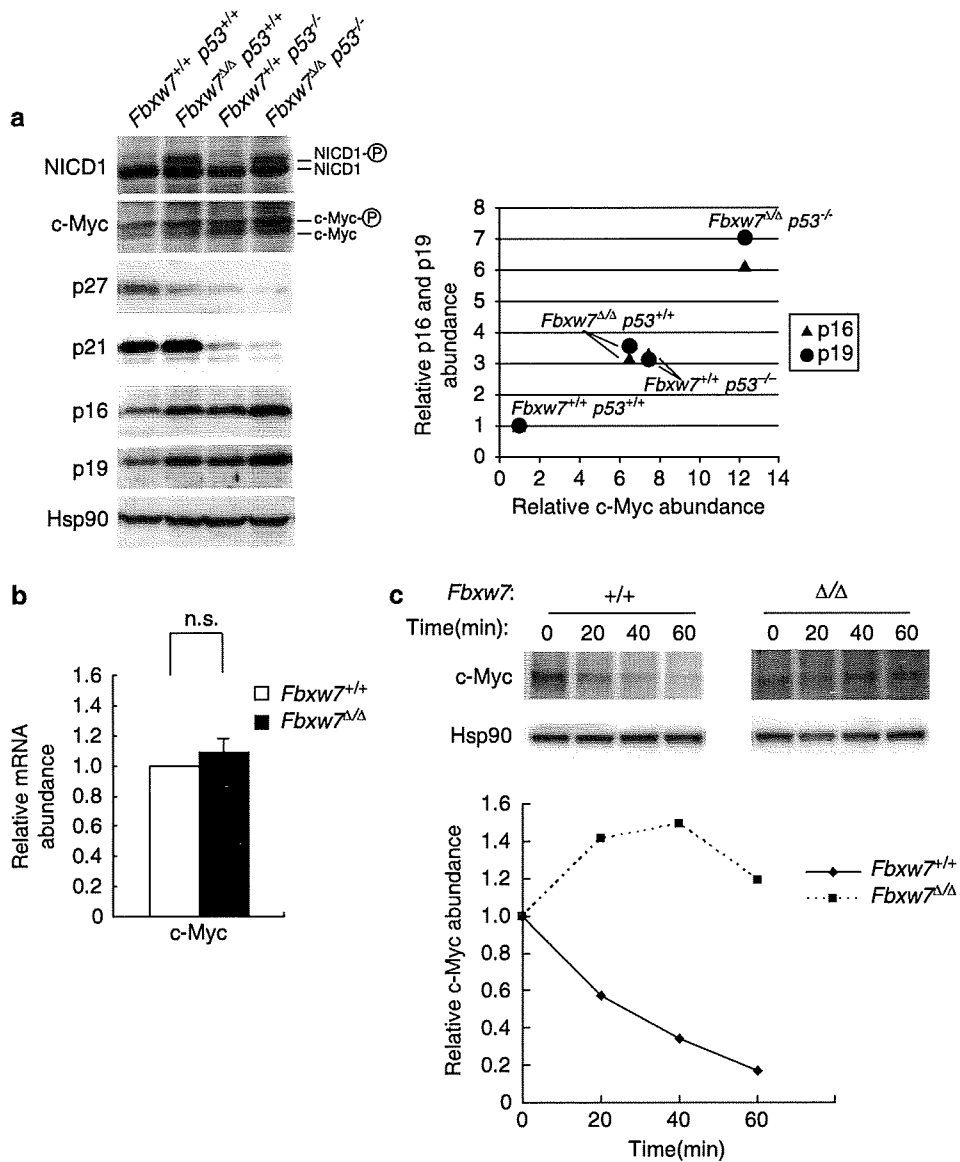 a
Fbxw7+/+ p53+/+
Fbxw7Δ/Δ p53+/+
Fbxw7+/+ p53-/-
Fbxw7Δ/Δ p53-/-
NICD1
NICD1-Ⓟ
NICD1
c-Myc
c-Myc-Ⓟ
c-Myc
p27
p21
p16
p19
Hsp90
Relative p16 and p19
abundance
8
7
6
5
4
3
2
1
0
Fbxw7Δ/Δ p53-/-
Fbxw7Δ/Δ p53+/+
Fbxw7+/+ p53-/-
Fbxw7+/+ p53+/+
p16
p19
0 2 4 6 8 10 12 14
Relative c-Myc abundance
b
n.s.
Relative mRNA
abundance
1.6
1.4
1.2
1.0
0.8
0.6
0.4
0.2
0
Fbxw7+/+
Fbxw7Δ/Δ
c-Myc
c
Fbxw7: +/+ Δ/Δ
Time(min): 0 20 40 60 0 20 40 60
c-Myc
Hsp90
Relative c-Myc abundance
1.6
1.4
1.2
1.0
0.8
0.6
0.4
0.2
0
Fbxw7+/+
Fbxw7Δ/Δ
0 20 40 60
Time(min)